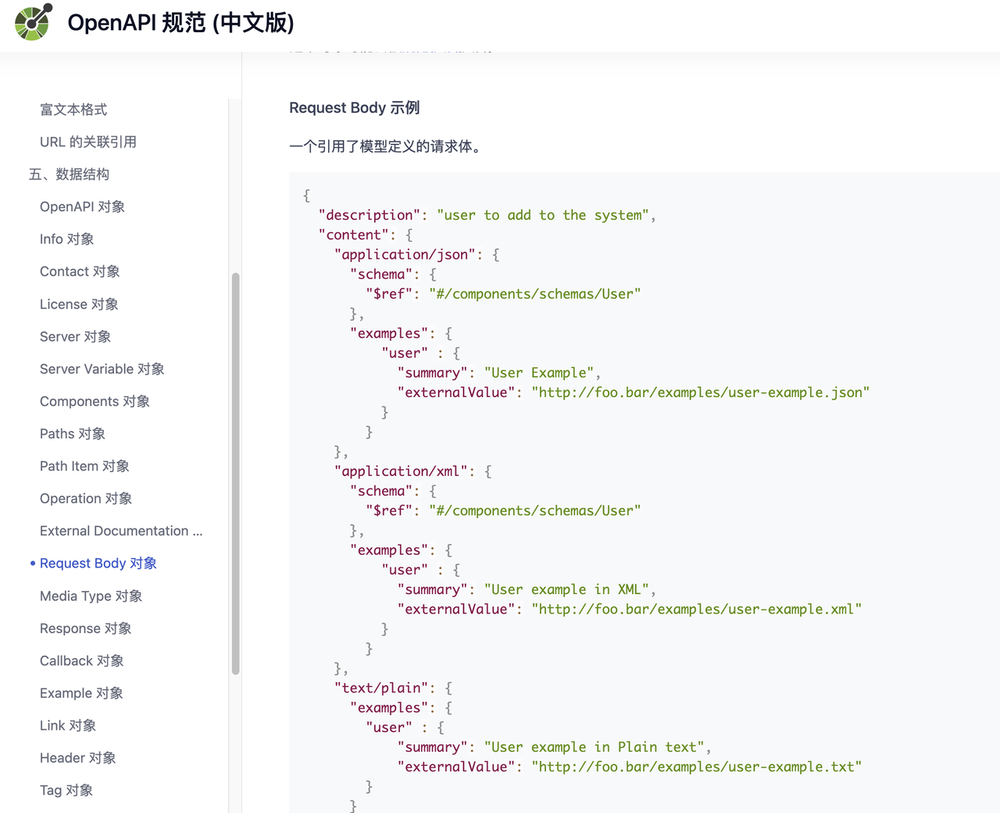 OpenAPI 规范 (中文版)
富文本格式
URL 的关联引用
五、数据结构
OpenAPI 对象
Info 对象
Contact 对象
License 对象
Server 对象
Server Variable 对象
Components 对象
Paths 对象
Path Item 对象
Operation 对象
External Documentation ...
• Request Body 对象
Media Type 对象
Response 对象
Callback 对象
Example 对象
Link 对象
Header 对象
Tag 对象
Request Body 示例
一个引用了模型定义的请求体。
{
  "description": "user to add to the system",
  "content": {
    "application/json": {
      "schema": {
        "$ref": "#/components/schemas/User"
      },
      "examples": {
          "user" : {
            "summary": "User Example",
            "externalValue": "http://foo.bar/examples/user-example.json"
          }
        }
    },
    "application/xml": {
      "schema": {
        "$ref": "#/components/schemas/User"
      },
      "examples": {
          "user" : {
            "summary": "User example in XML",
            "externalValue": "http://foo.bar/examples/user-example.xml"
          }
        }
    },
    "text/plain": {
      "examples": {
        "user" : {
            "summary": "User example in Plain text",
            "externalValue": "http://foo.bar/examples/user-example.txt"
        }
      }